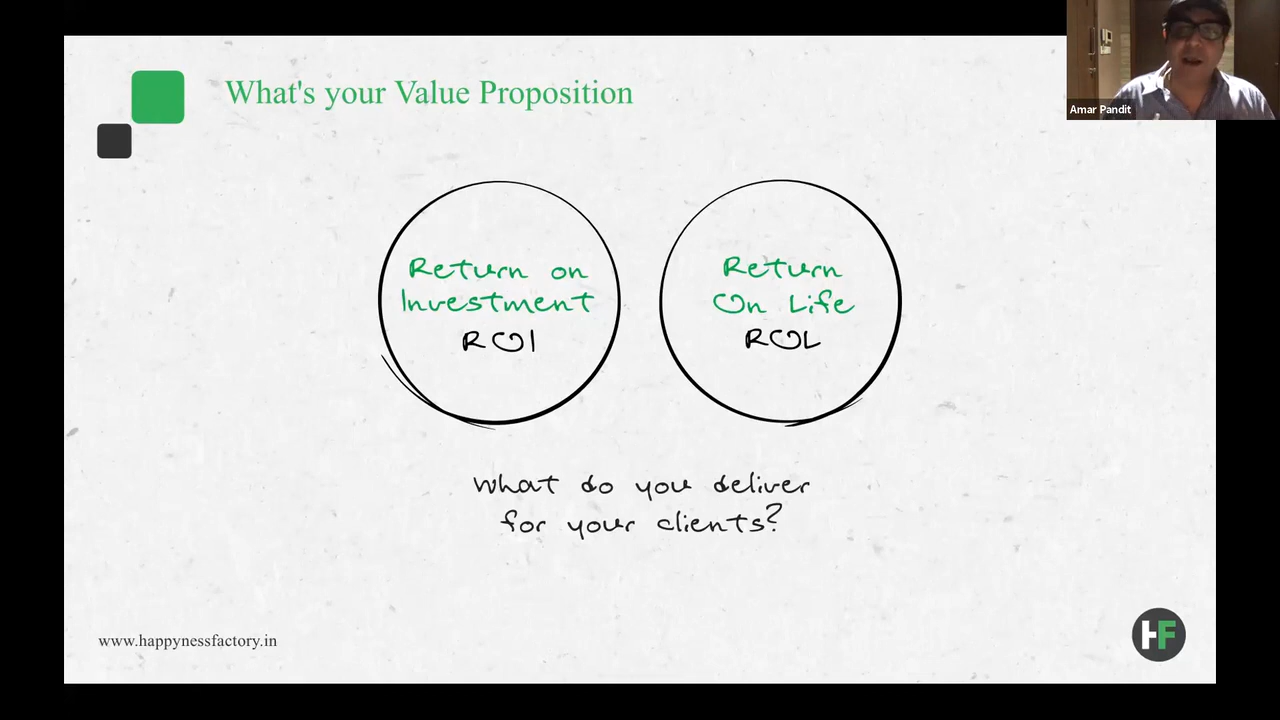 What's your Value Proposition
Amar Pandit
Return on
Investment
ROI
Return
On Life
ROL
What do you deliver
for your clients?
www.happynessfactory.in
HF